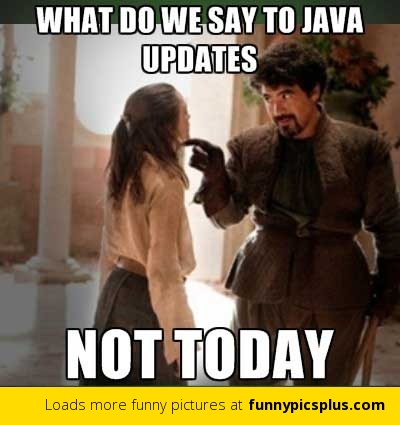 WHAT DO WE SAY TO JAVA
UPDATES
NOT TODAY
Loads more funny pictures at funnypicsplus.com